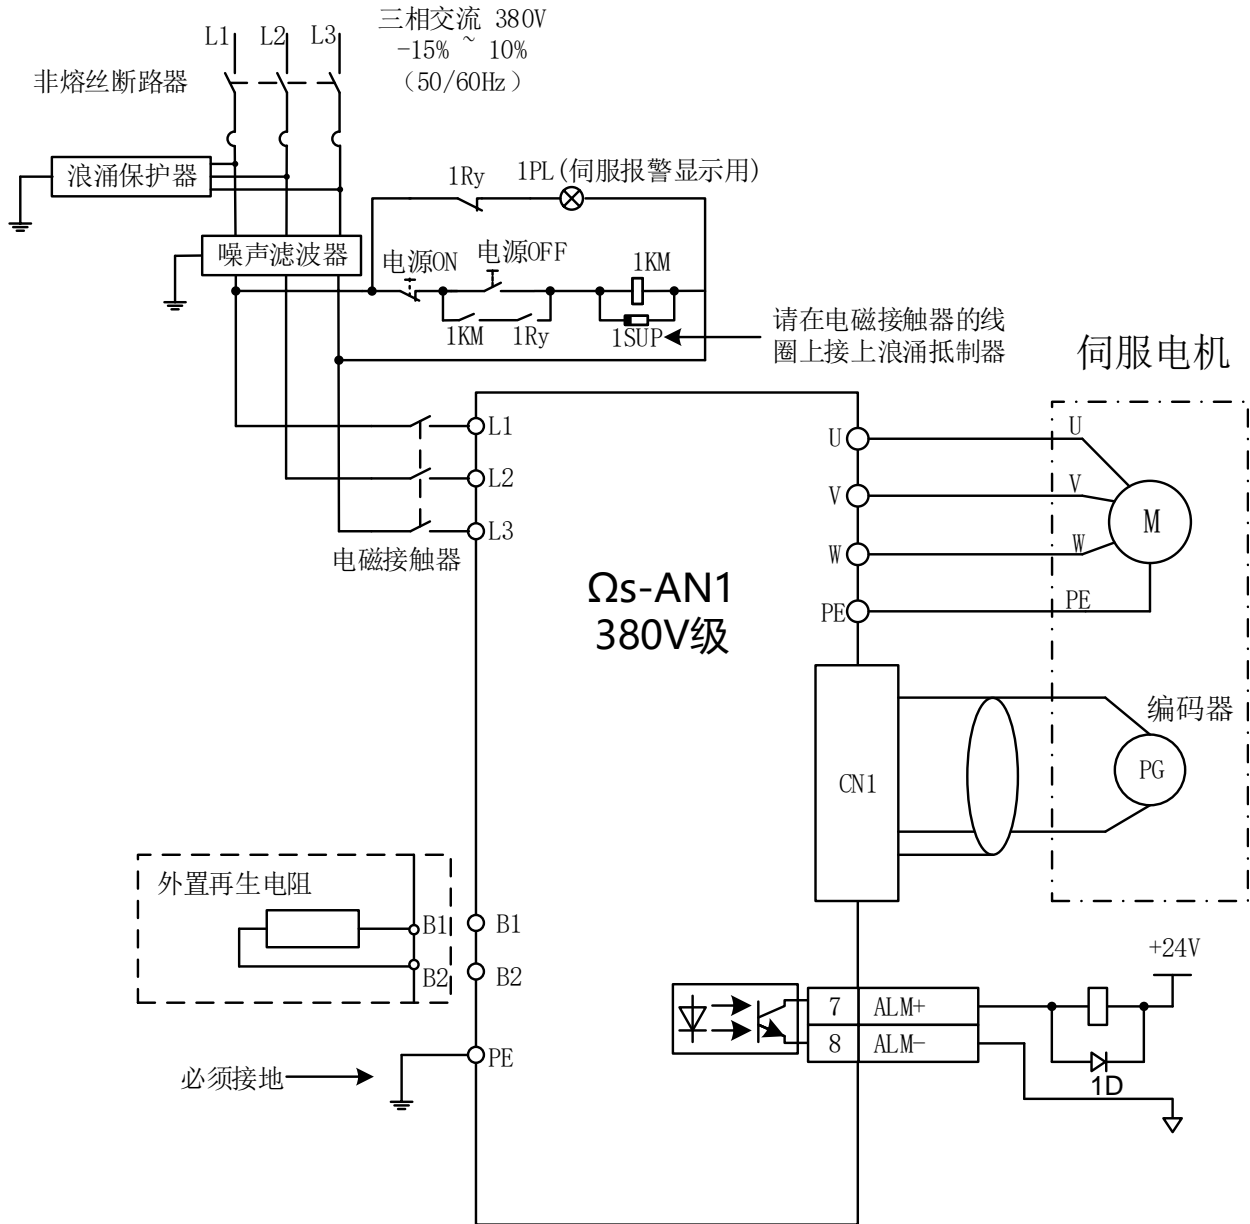 三相交流 380V
-15% ~ 10%
（50/60Hz）
L1 L2 L3
非熔丝断路器
浪涌保护器
噪声滤波器
1Ry
1PL(伺服报警显示用)
电源ON
电源OFF
1KM
1KM
1Ry
1SUP
请在电磁接触器的线
圈上接上浪涌抵制器
伺服电机
L1
L2
L3
电磁接触器
U
V
W
PE
U
V
W
PE
M
Ωs-AN1
380V级
CN1
编码器
PG
外置再生电阻
B1
B2
B1
B2
PE
必须接地
7 ALM+
8 ALM-
+24V
1D